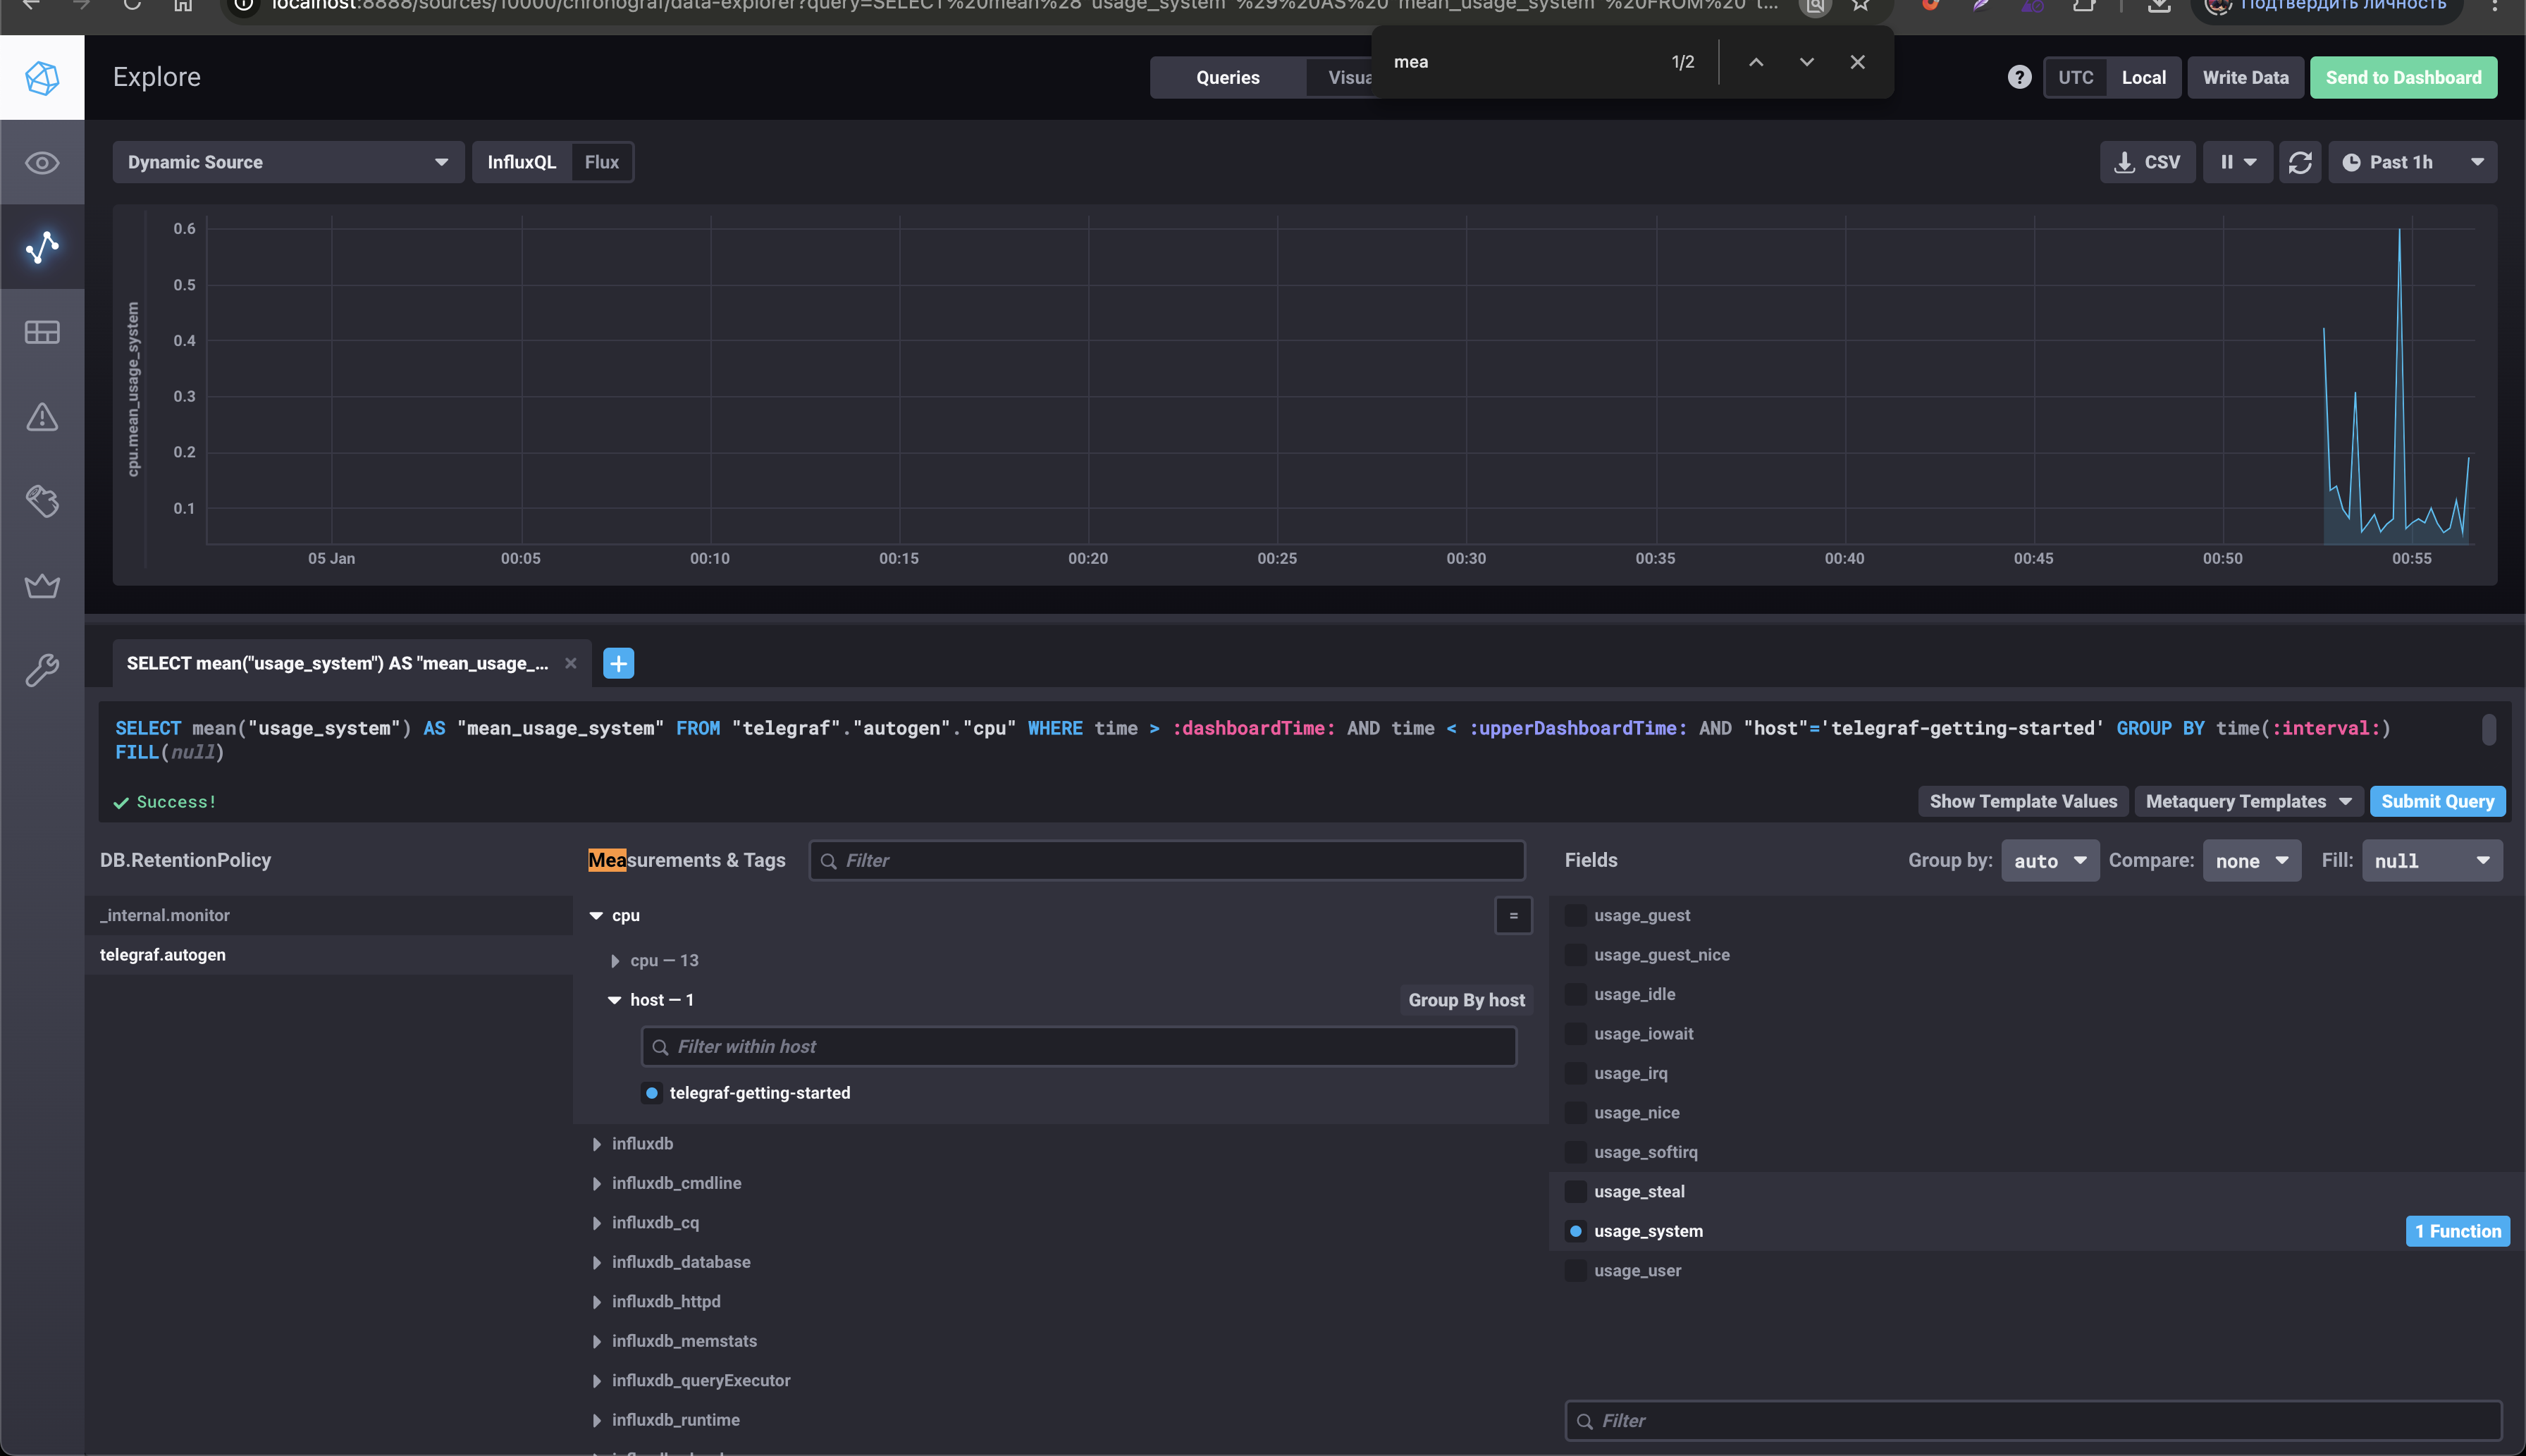 localhost:8888/sources/10000/chronograf/data-explorer?query=SELECT%20mean%28"usage_system"%29%20AS%20"mean_usage_system"%20FROM%20"t...
Подтвердить личность
mea 1/2
Explore
Queries
Visua
?
UTC
Local
Write Data
Send to Dashboard
Dynamic Source
InfluxQL
Flux
CSV
Past 1h
cpu.mean_usage_system
0.6
0.5
0.4
0.3
0.2
0.1
05 Jan 00:05 00:10 00:15 00:20 00:25 00:30 00:35 00:40 00:45 00:50 00:55
SELECT mean("usage_system") AS "mean_usage_...
SELECT mean("usage_system") AS "mean_usage_system" FROM "telegraf"."autogen"."cpu" WHERE time > :dashboardTime: AND time < :upperDashboardTime: AND "host"='telegraf-getting-started' GROUP BY time(:interval:)
FILL(null)
Success!
Show Template Values
Metaquery Templates
Submit Query
DB.RetentionPolicy
_internal.monitor
telegraf.autogen
Measurements & Tags
Filter
cpu
=
cpu — 13
host — 1
Group By host
Filter within host
telegraf-getting-started
influxdb
influxdb_cmdline
influxdb_cq
influxdb_database
influxdb_httpd
influxdb_memstats
influxdb_queryExecutor
influxdb_runtime
Fields
Group by: auto
Compare: none
Fill: null
usage_guest
usage_guest_nice
usage_idle
usage_iowait
usage_irq
usage_nice
usage_softirq
usage_steal
usage_system
1 Function
usage_user
Filter